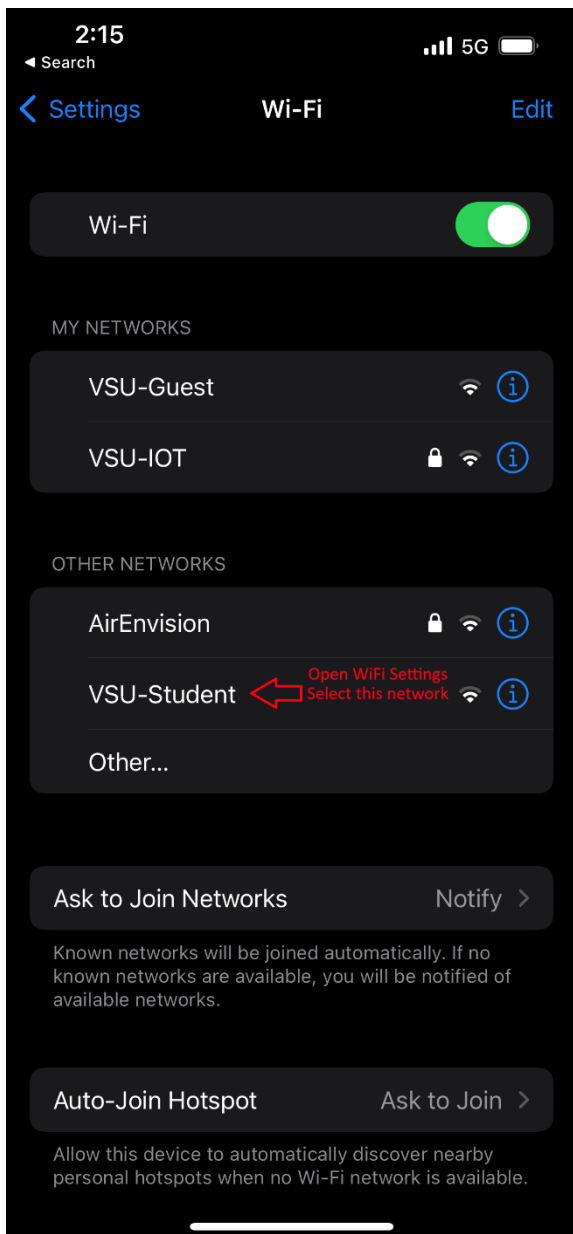 2:15
5G
◀ Search
Settings Wi-Fi Edit
Wi-Fi
MY NETWORKS
VSU-Guest
VSU-IOT
OTHER NETWORKS
AirEnvision
Open WiFi Settings
VSU-Student Select this network
Other...
Ask to Join Networks Notify
Known networks will be joined automatically. If no
known networks are available, you will be notified of
available networks.
Auto-Join Hotspot Ask to Join
Allow this device to automatically discover nearby
personal hotspots when no Wi-Fi network is available.